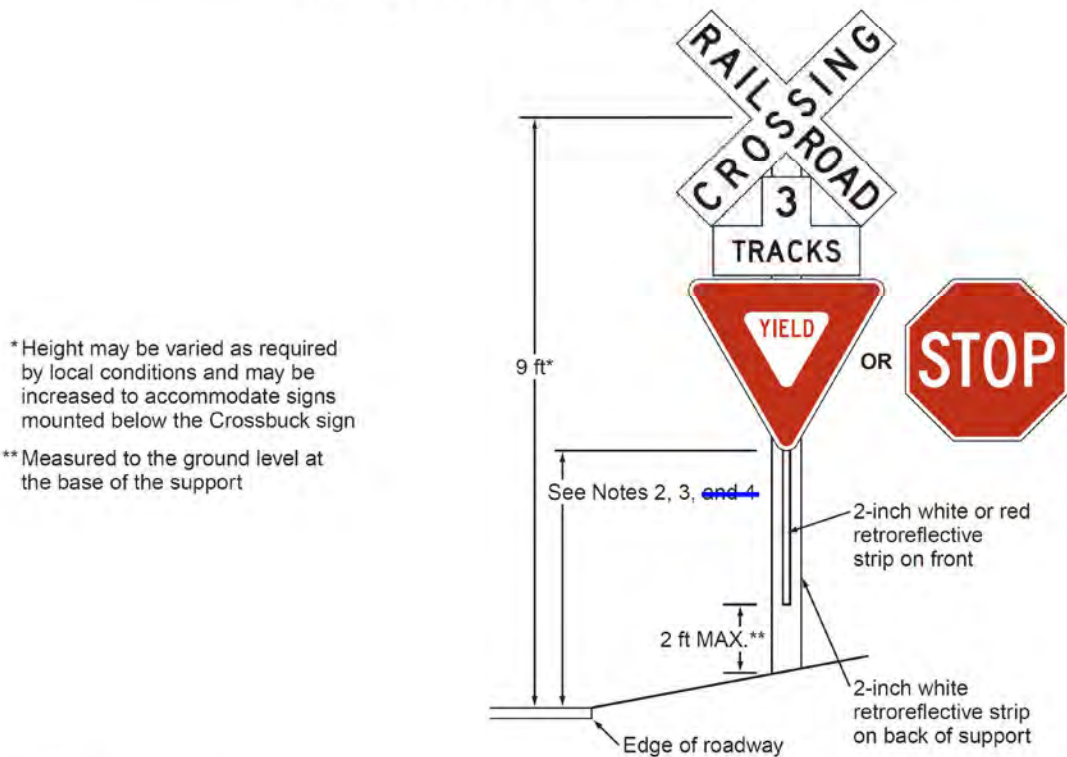 RAILROAD
CROSSING
3
TRACKS
YIELD
OR
STOP
9 ft*
* Height may be varied as required
by local conditions and may be
increased to accommodate signs
mounted below the Crossbuck sign
** Measured to the ground level at
the base of the support
See Notes 2, 3, and 4
2-inch white or red
retroreflective
strip on front
2 ft MAX.**
2-inch white
retroreflective strip
on back of support
Edge of roadway